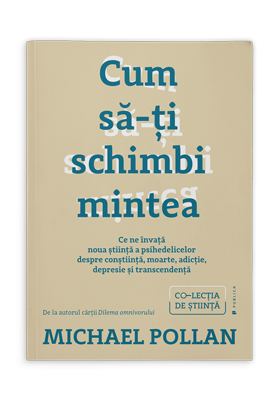 Cum
să-ți
schimbi
mintea
Ce ne învață
noua știință a psihedelicelor
despre conștiință, moarte, adicție,
depresie și transcendență
CO-LECȚIA
DE ȘTIINȚĂ
PUBLICA
De la autorul cărții Dilema omnivorului
MICHAEL POLLAN